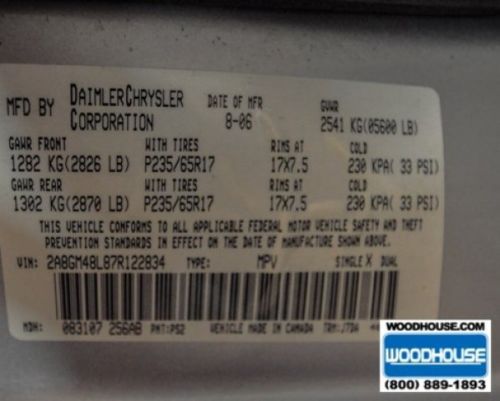 MFD BY DAIMLERCHRYSLER CORPORATION
DATE OF MFR 8-06
GVWR 2541 KG(05600 LB)
GAWR FRONT WITH TIRES RIMS AT COLD
1282 KG(2826 LB) P235/65R17 17X7.5 230 KPA( 33 PSI)
GAWR REAR WITH TIRES RIMS AT COLD
1302 KG(2870 LB) P235/65R17 17X7.5 230 KPA( 33 PSI)
THIS VEHICLE CONFORMS TO ALL APPLICABLE FEDERAL MOTOR VEHICLE SAFETY AND THEFT
PREVENTION STANDARDS IN EFFECT ON THE DATE OF MANUFACTURE SHOWN ABOVE.
VIN: 2A8GM48L87R122834 TYPE: MPV SINGLE X DUAL
MDH: 083107 256AB PNT:PS2 VEHICLE MADE IN CANADA TRM:J7DA
WOODHOUSE.COM
WOODHOUSE
(800) 889-1893